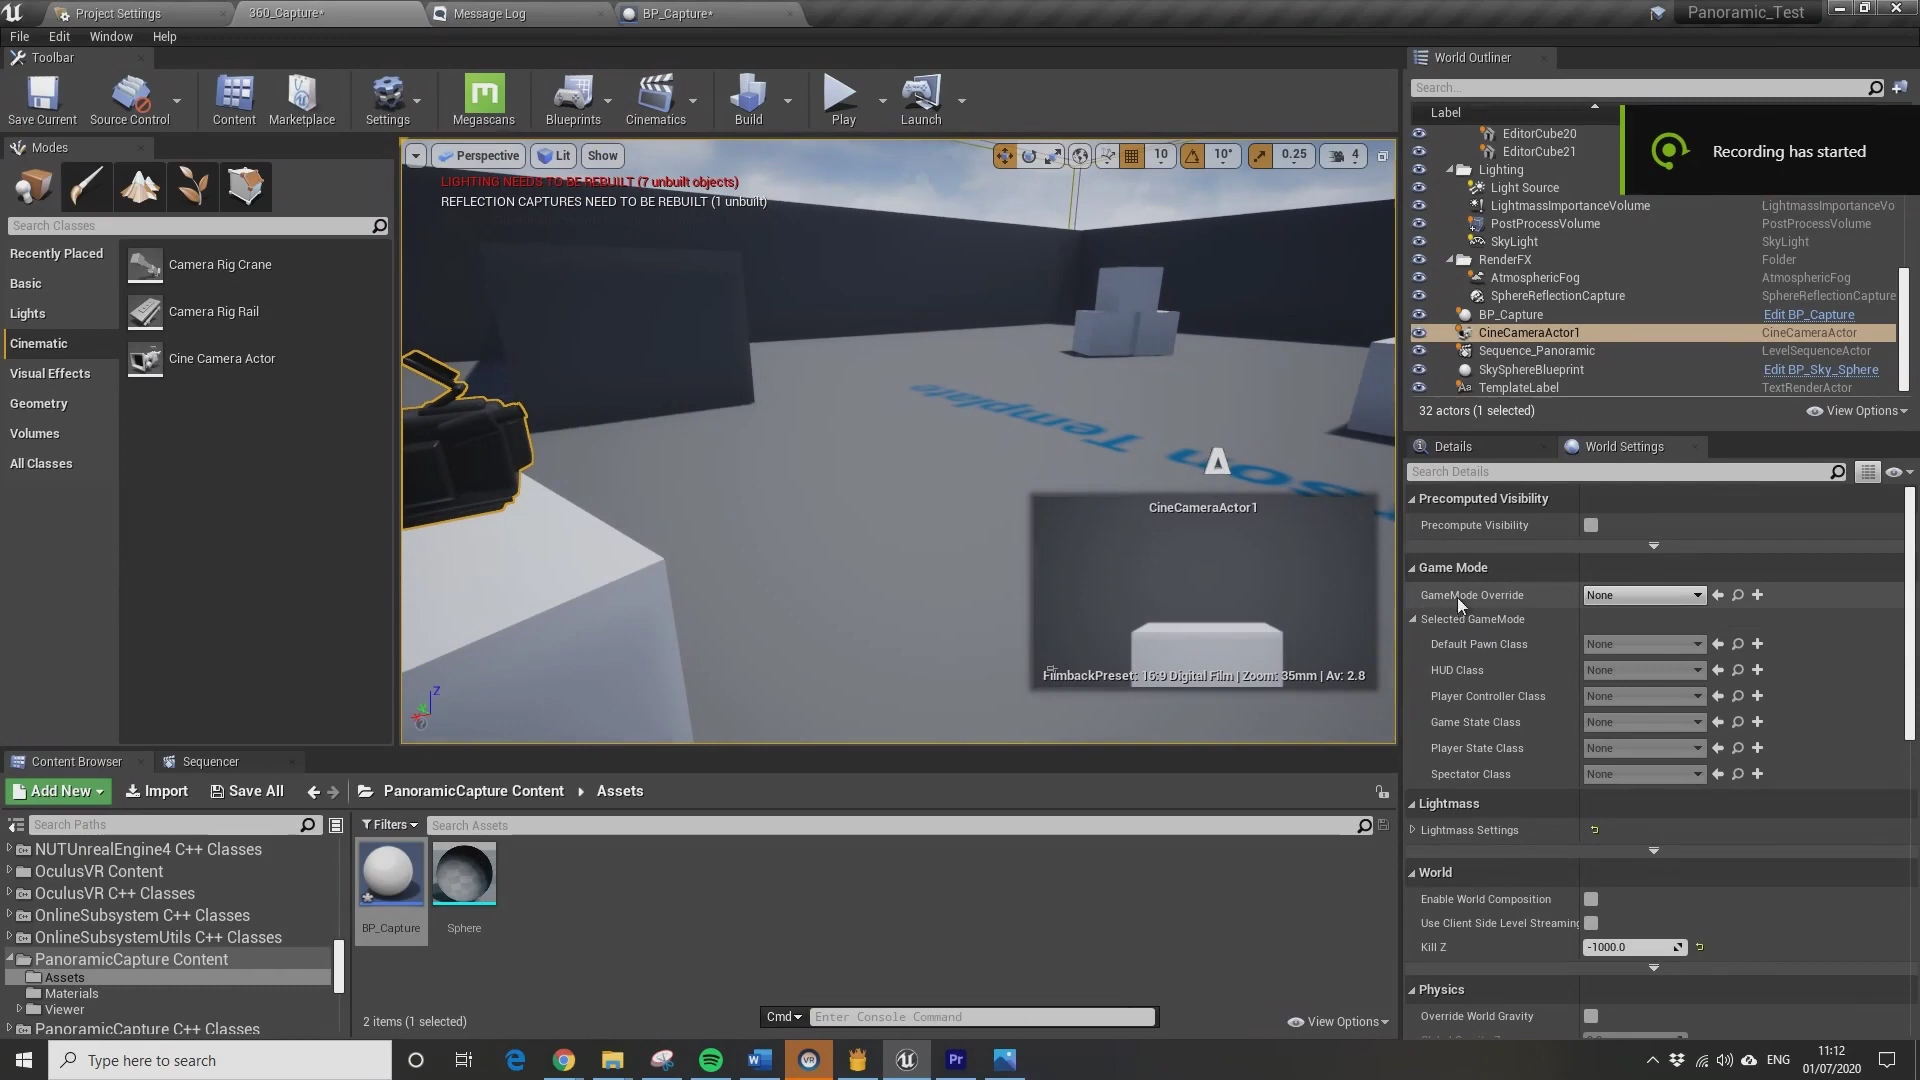 Project Settings
360_Capture*
Message Log
BP_Capture*
Panoramic_Test
File
Edit
Window
Help
Toolbar
Save Current
Source Control
Content
Marketplace
Settings
Megascans
Blueprints
Cinematics
Build
Play
Launch
World Outliner
Search...
Label
EditorCube20
EditorCube21
Lighting
Light Source
LightmassImportanceVolume
LightmassImportanceVo
PostProcessVolume
PostProcessVolume
SkyLight
SkyLight
RenderFX
Folder
AtmosphericFog
AtmosphericFog
SphereReflectionCapture
SphereReflectionCapture
BP_Capture
Edit BP_Capture
CineCameraActor1
CineCameraActor
Sequence_Panoramic
LevelSequenceActor
SkySphereBlueprint
Edit BP_Sky_Sphere
TemplateLabel
TextRenderActor
32 actors (1 selected)
View Options
Recording has started
Modes
Search Classes
Recently Placed
Basic
Lights
Cinematic
Visual Effects
Geometry
Volumes
All Classes
Camera Rig Crane
Camera Rig Rail
Cine Camera Actor
Perspective
Lit
Show
10
10°
0.25
4
LIGHTING NEEDS TO BE REBUILT (7 unbuilt objects)
REFLECTION CAPTURES NEED TO BE REBUILT (1 unbuilt)
Template
CineCameraActor1
FilmbackPreset: 16:9 Digital Film | Zoom: 35mm | Av: 2.8
Z
Details
World Settings
Search Details
Precomputed Visibility
Precompute Visibility
Game Mode
GameMode Override
None
Selected GameMode
Default Pawn Class
None
HUD Class
None
Player Controller Class
None
Game State Class
None
Player State Class
None
Spectator Class
None
Lightmass
Lightmass Settings
World
Enable World Composition
Use Client Side Level Streaming
Kill Z
-1000.0
Physics
Override World Gravity
Content Browser
Sequencer
Add New
Import
Save All
PanoramicCapture Content
Assets
Search Paths
Filters
Search Assets
NUTUnrealEngine4 C++ Classes
OculusVR Content
OculusVR C++ Classes
OnlineSubsystem C++ Classes
OnlineSubsystemUtils C++ Classes
PanoramicCapture Content
Assets
Materials
Viewer
PanoramicCapture C++ Classes
BP_Capture
Sphere
2 items (1 selected)
Cmd
Enter Console Command
View Options
Type here to search
ENG
11:12
01/07/2020